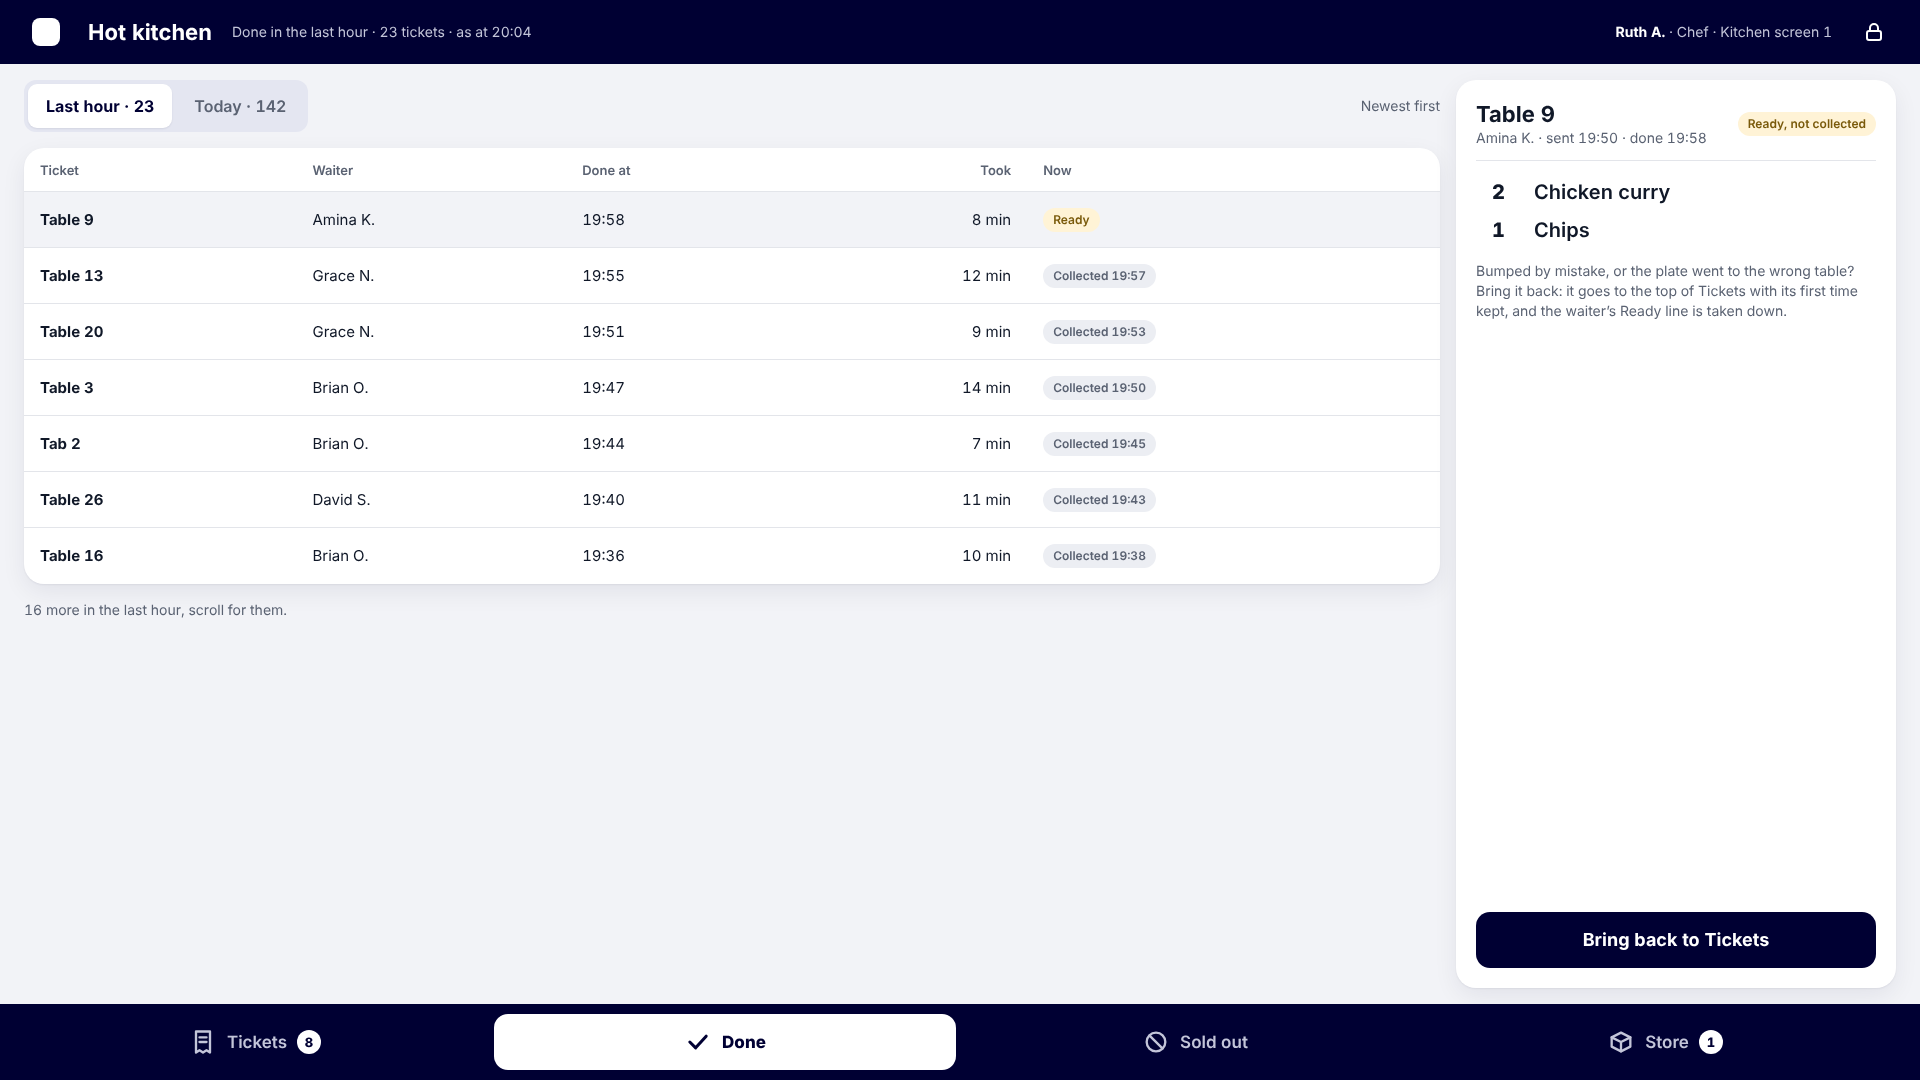 Hot kitchen
Done in the last hour · 23 tickets · as at 20:04
Ruth A. · Chef · Kitchen screen 1
Last hour · 23
Today · 142
Newest first
Ticket Waiter Done at Took Now
Table 9 Amina K. 19:58 8 min Ready
Table 13 Grace N. 19:55 12 min Collected 19:57
Table 20 Grace N. 19:51 9 min Collected 19:53
Table 3 Brian O. 19:47 14 min Collected 19:50
Tab 2 Brian O. 19:44 7 min Collected 19:45
Table 26 David S. 19:40 11 min Collected 19:43
Table 16 Brian O. 19:36 10 min Collected 19:38
16 more in the last hour, scroll for them.
Table 9
Amina K. · sent 19:50 · done 19:58
Ready, not collected
2 Chicken curry
1 Chips
Bumped by mistake, or the plate went to the wrong table?
Bring it back: it goes to the top of Tickets with its first time
kept, and the waiter’s Ready line is taken down.
Bring back to Tickets
Tickets 8
Done
Sold out
Store 1